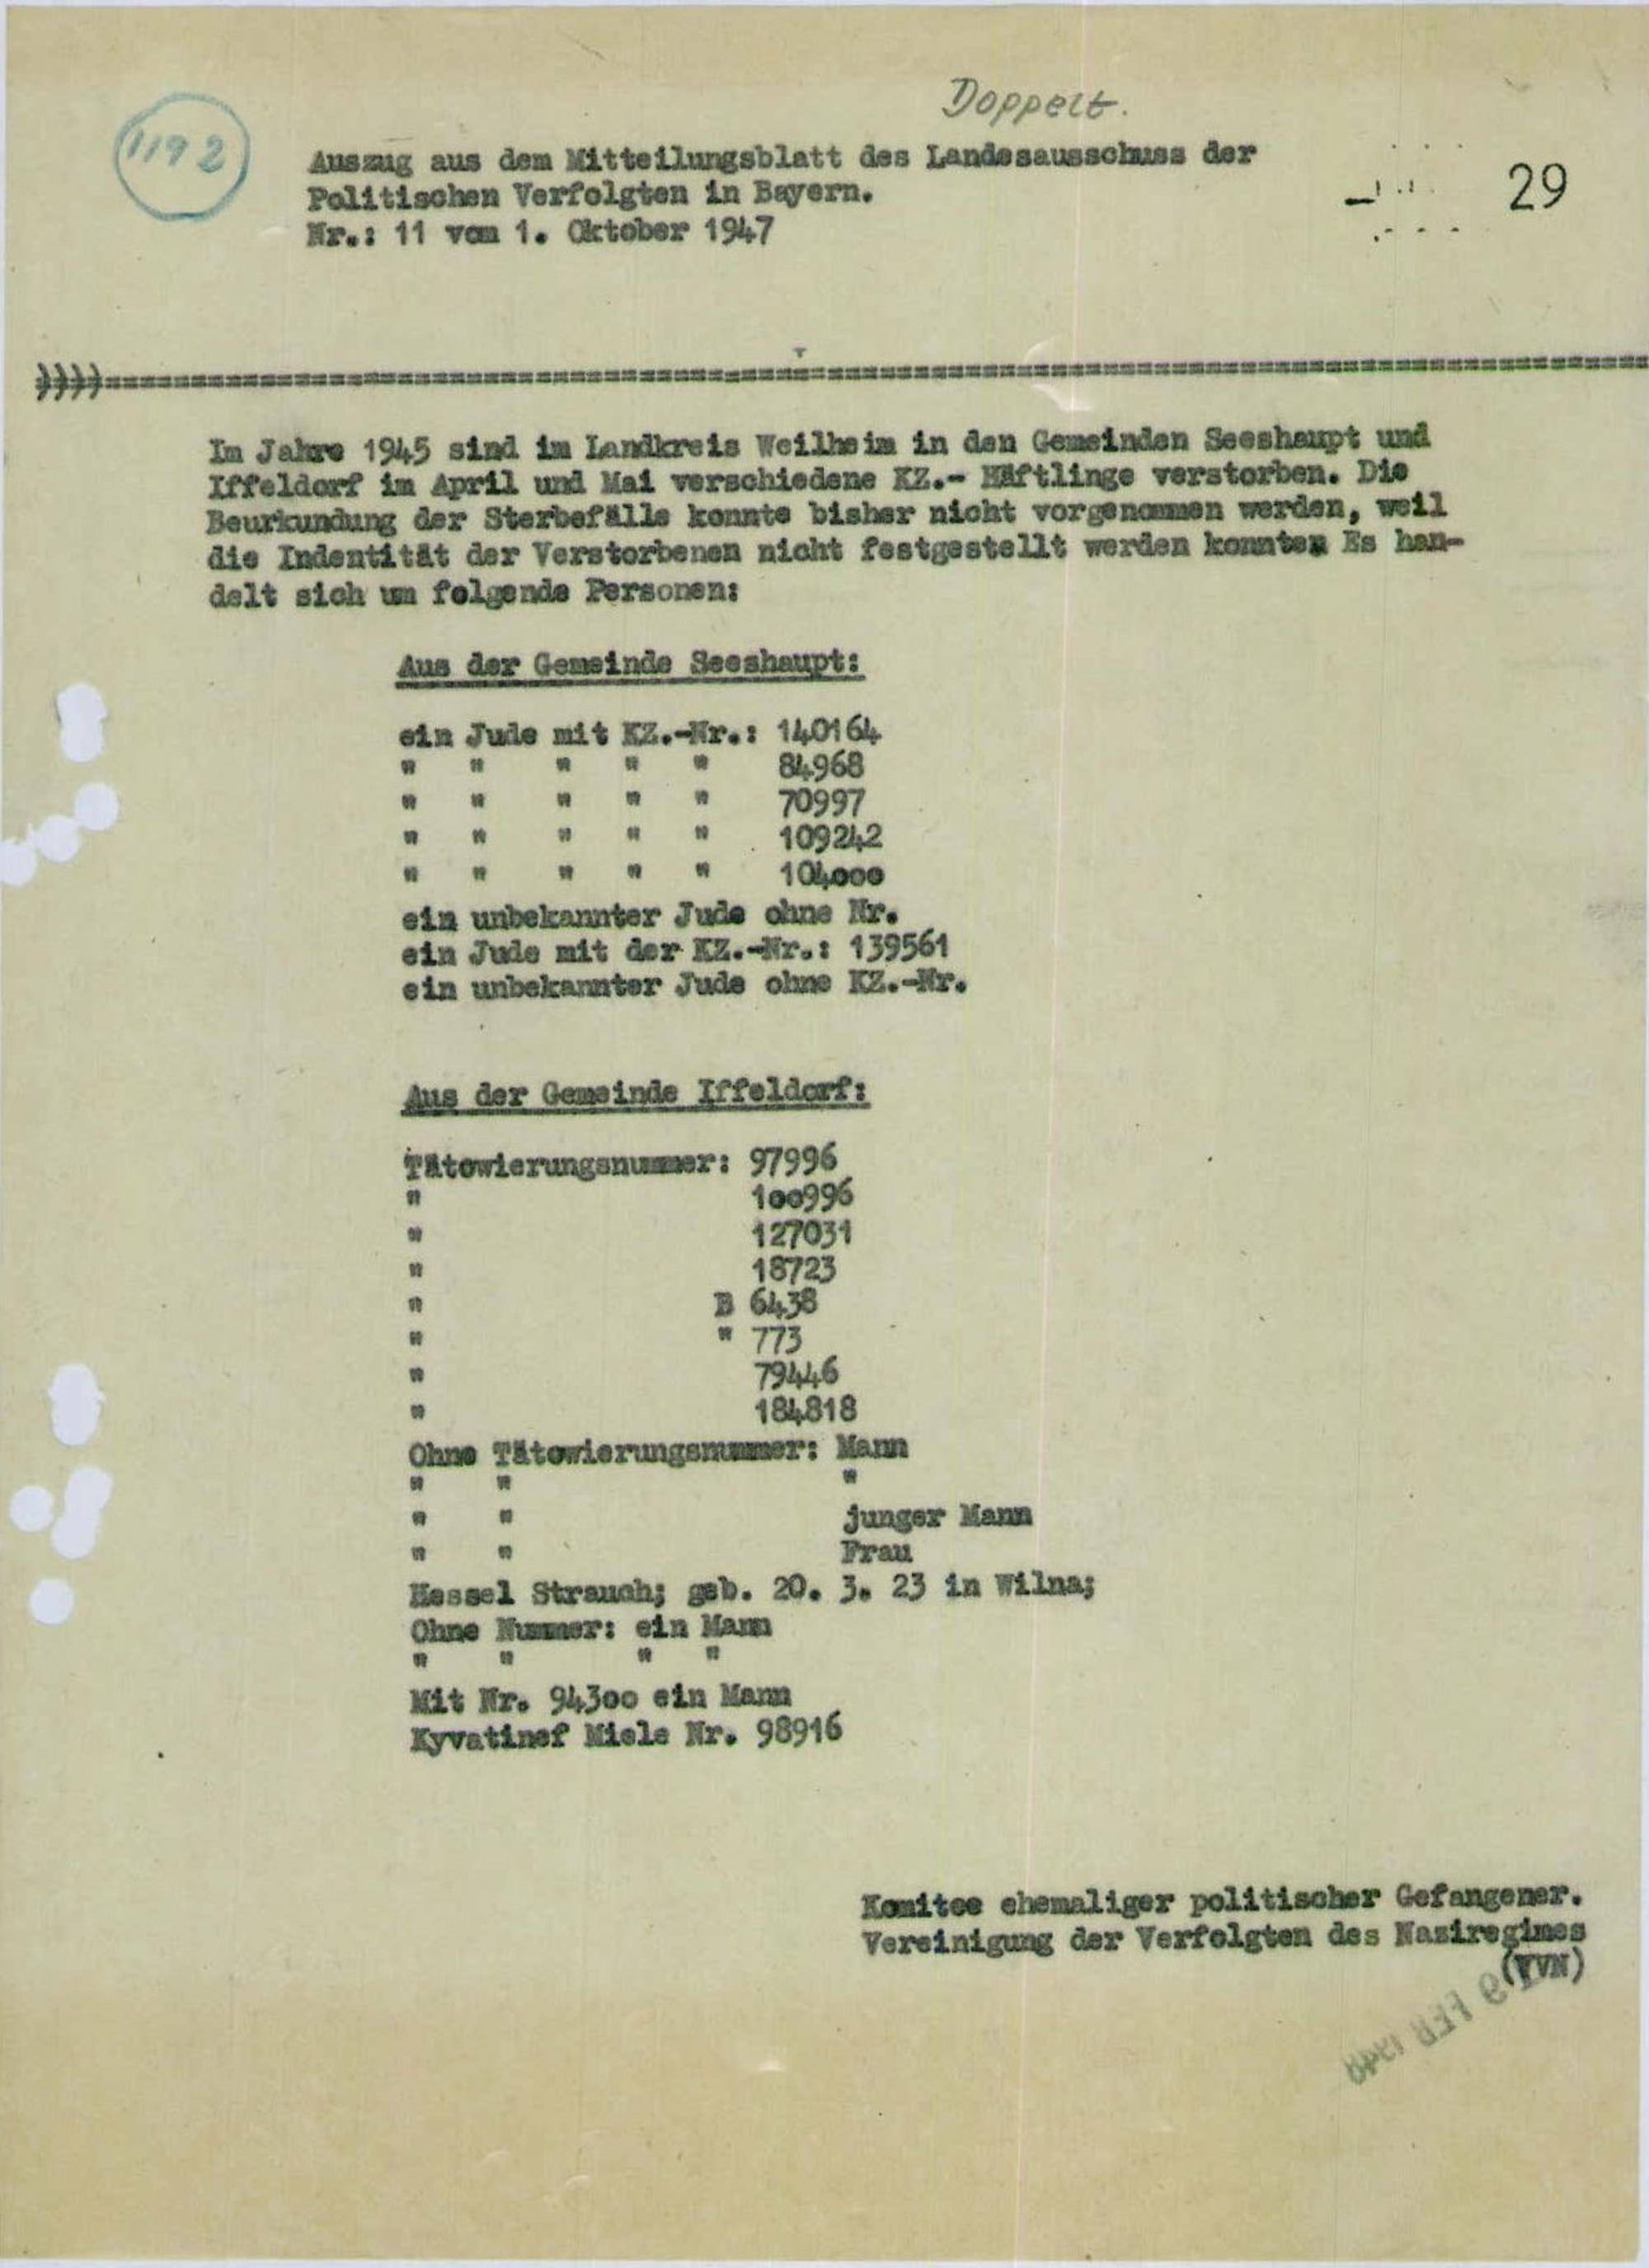 Doppelt.
1192
Auszug aus dem Mitteilungsblatt des Landesausschuss der
Politischen Verfolgten in Bayern.
Nr.: 11 vom 1. Oktober 1947
29
))))================================================
Im Jahre 1945 sind im Landkreis Weilheim in den Gemeinden Seeshaupt und
Iffeldorf im April und Mai verschiedene KZ.- Häftlinge verstorben. Die
Beurkundung der Sterbefälle konnte bisher nicht vorgenommen werden, weil
die Indentität der Verstorbenen nicht festgestellt werden konnten Es han-
delt sich um folgende Personen:
Aus der Gemeinde Seeshaupt:
ein Jude mit KZ.-Nr.: 140164
" " " " " 84968
" " " " " 70997
" " " " " 109242
" " " " " 104000
ein unbekannter Jude ohne Nr.
ein Jude mit der KZ.-Nr.: 139561
ein unbekannter Jude ohne KZ.-Nr.
Aus der Gemeinde Iffeldorf:
Tätowierungsnummer: 97996
" 100996
" 127031
" 18723
" B 6438
" " 773
" 79446
" 184818
Ohne Tätowierungsnummer: Mann
" " "
" " junger Mann
" " Frau
Hessel Strauch; geb. 20. 3. 23 in Wilna;
Ohne Nummer: ein Mann
" " " "
Mit Nr. 94300 ein Mann
Kyvatinef Miele Nr. 98916
Komitee ehemaliger politischer Gefangener.
Vereinigung der Verfolgten des Naziregimes
(VVN)
9 FEB 1948